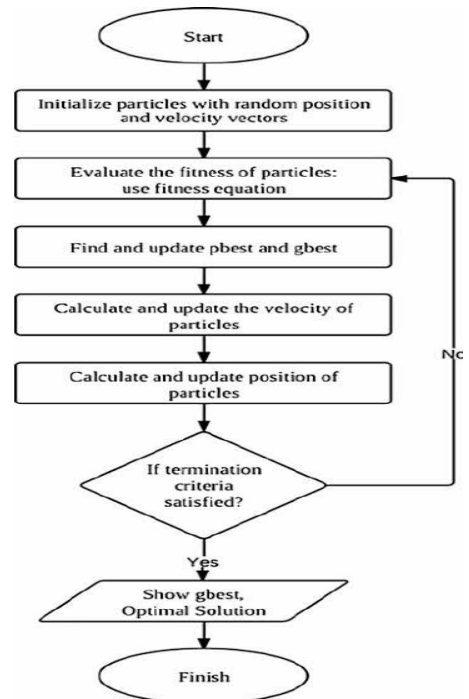 Start
Initialize particles with random position
and velocity vectors
Evaluate the fitness of particles:
use fitness equation
Find and update pbest and gbest
Calculate and update the velocity of
particles
Calculate and update position of
particles
If termination
criteria
satisfied?
No
Yes
Show gbest,
Optimal Solution
Finish